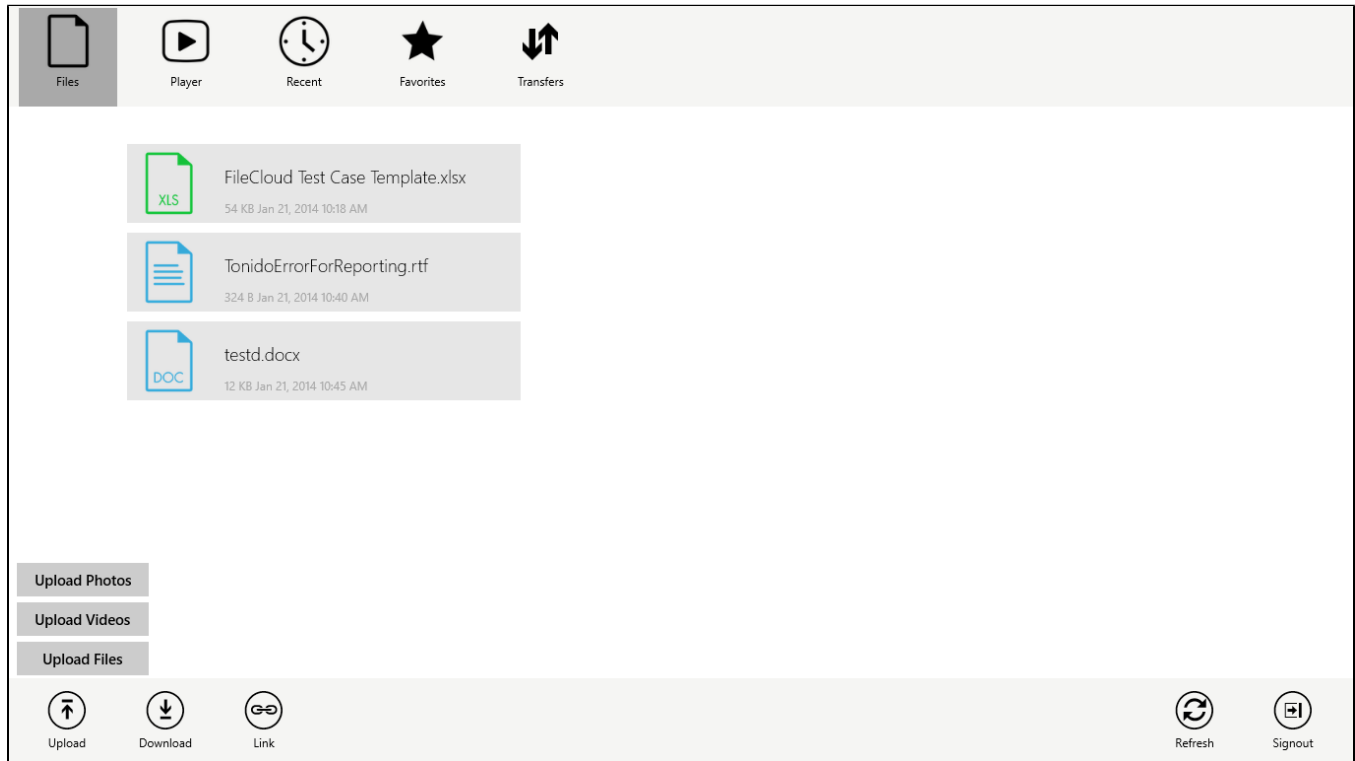 Files
Player
Recent
Favorites
Transfers
XLS
FileCloud Test Case Template.xlsx
54 KB Jan 21, 2014 10:18 AM
TonidoErrorForReporting.rtf
324 B Jan 21, 2014 10:40 AM
DOC
testd.docx
12 KB Jan 21, 2014 10:45 AM
Upload Photos
Upload Videos
Upload Files
Upload
Download
Link
Refresh
Signout